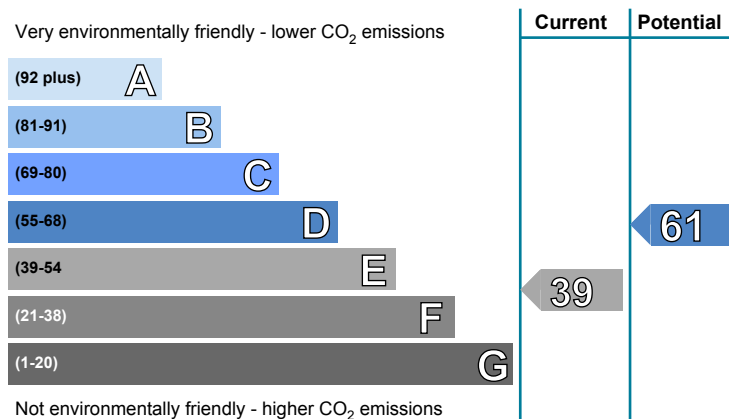 Very environmentally friendly - lower CO₂ emissions
Current
Potential
(92 plus) A
(81-91) B
(69-80) C
(55-68) D
61
(39-54 E
39
(21-38) F
(1-20) G
Not environmentally friendly - higher CO₂ emissions